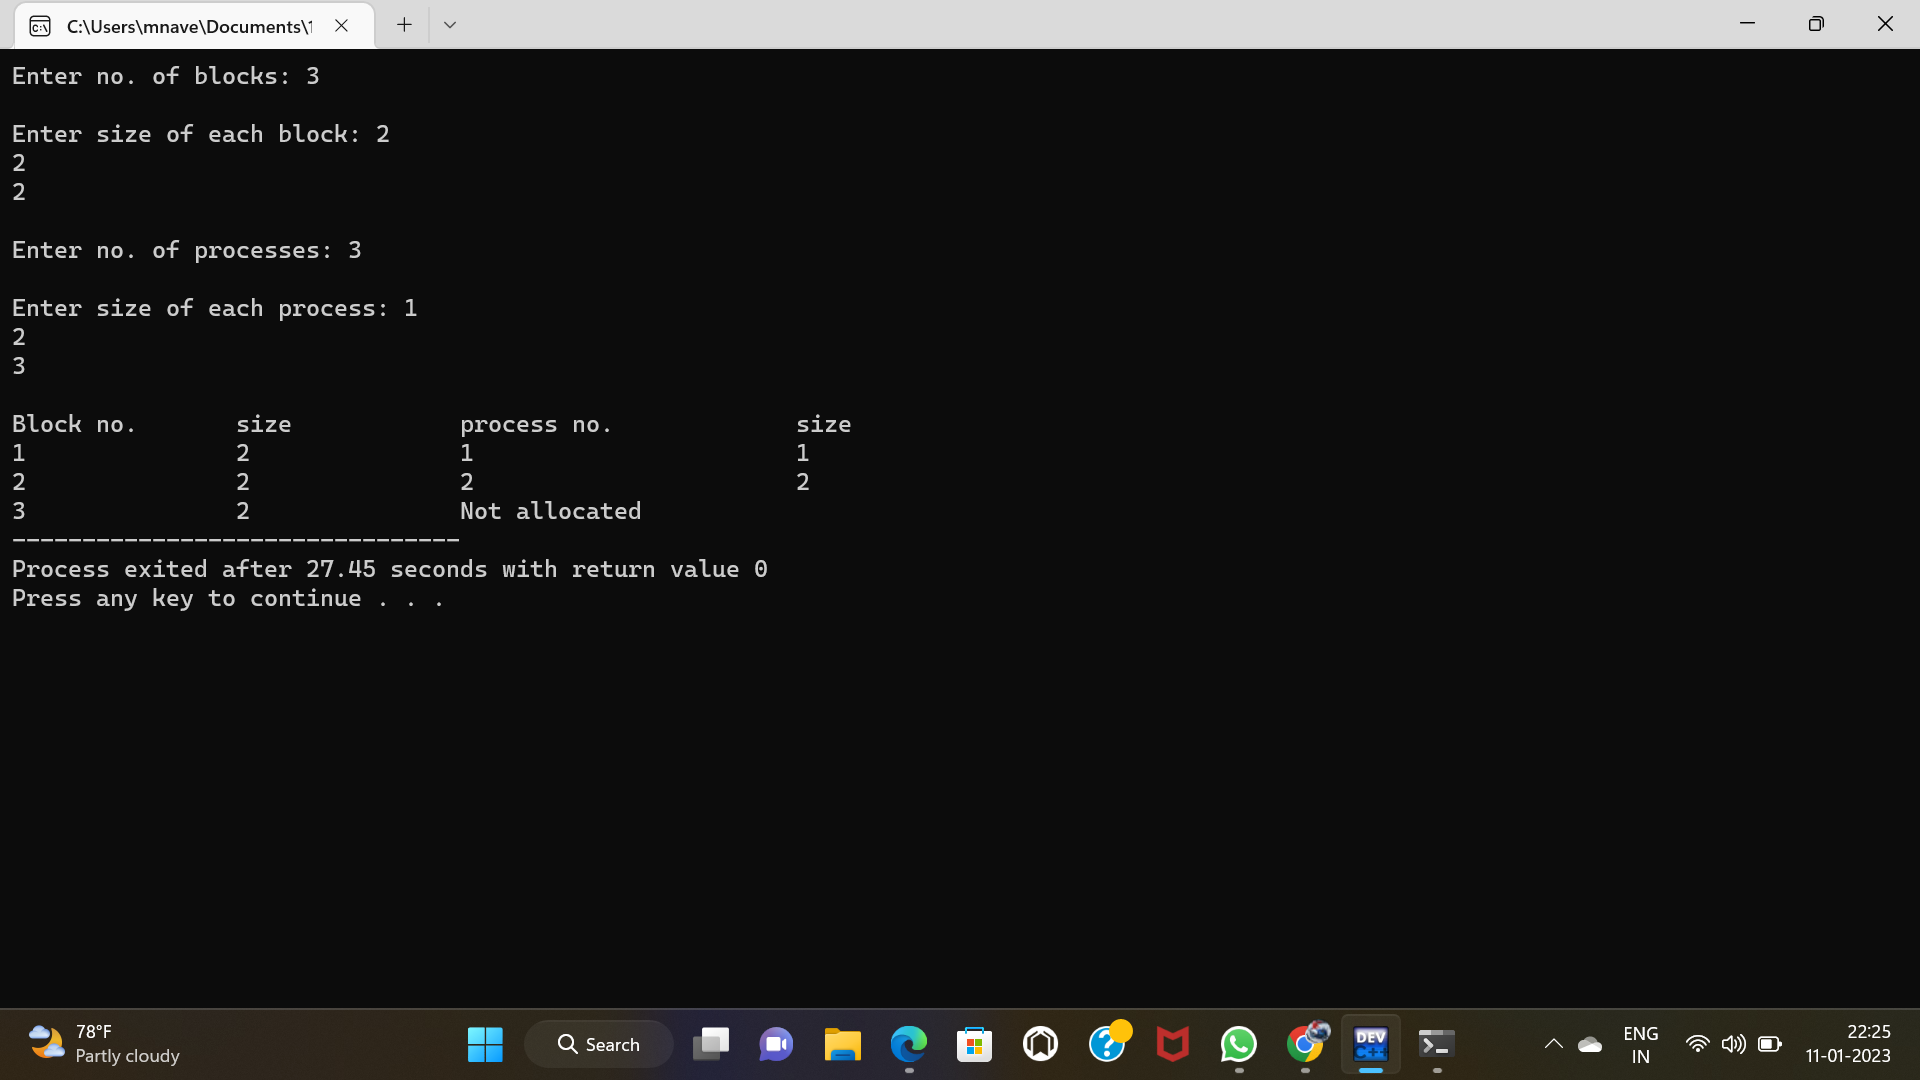 C:\Users\mnave\Documents\1
Enter no. of blocks: 3
Enter size of each block: 2
2
2
Enter no. of processes: 3
Enter size of each process: 1
2
3
Block no. size process no. size
1 2 1 1
2 2 2 2
3 2 Not allocated
--------------------------------
Process exited after 27.45 seconds with return value 0
Press any key to continue . . .
78°F
Partly cloudy
Search
DEV
C++
ENG
IN
22:25
11-01-2023